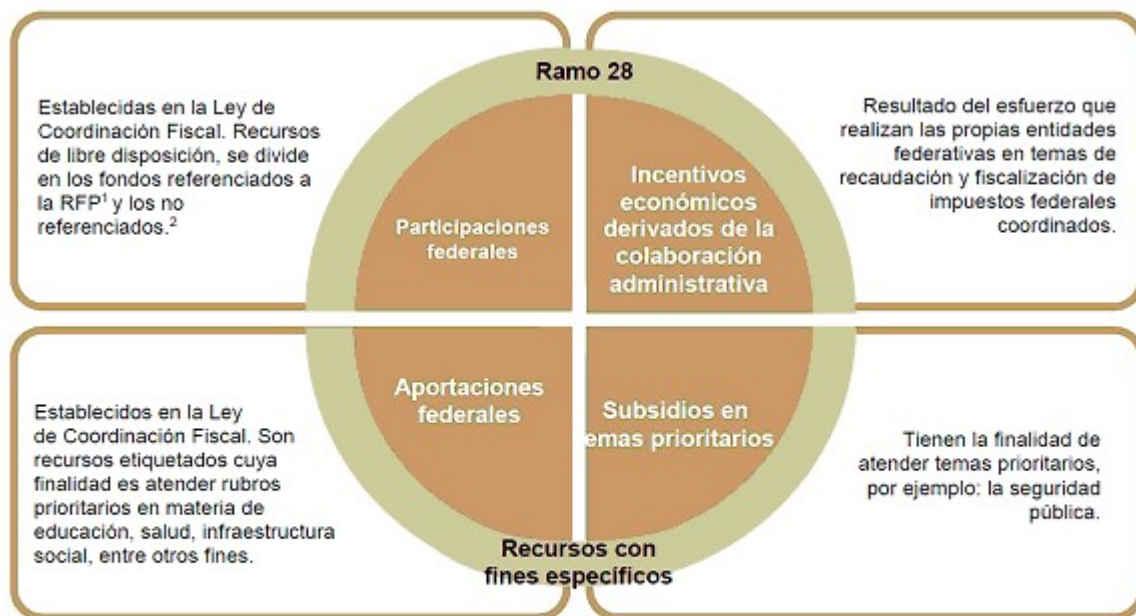 Ramo 28
Establecidas en la Ley de
Coordinación Fiscal. Recursos
de libre disposición, se divide
en los fondos referenciados a
la RFP¹ y los no
referenciados.²
Participaciones
federales
Incentivos
económicos
derivados de la
colaboración
administrativa
Resultado del esfuerzo que
realizan las propias entidades
federativas en temas de
recaudación y fiscalización de
impuestos federales
coordinados.
Establecidos en la Ley
de Coordinación Fiscal. Son
recursos etiquetados cuya
finalidad es atender rubros
prioritarios en materia de
educación, salud, infraestructura
social, entre otros fines.
Aportaciones
federales
Subsidios en
emas prioritarios
Tienen la finalidad de
atender temas prioritarios,
por ejemplo: la seguridad
pública.
Recursos con
fines específicos